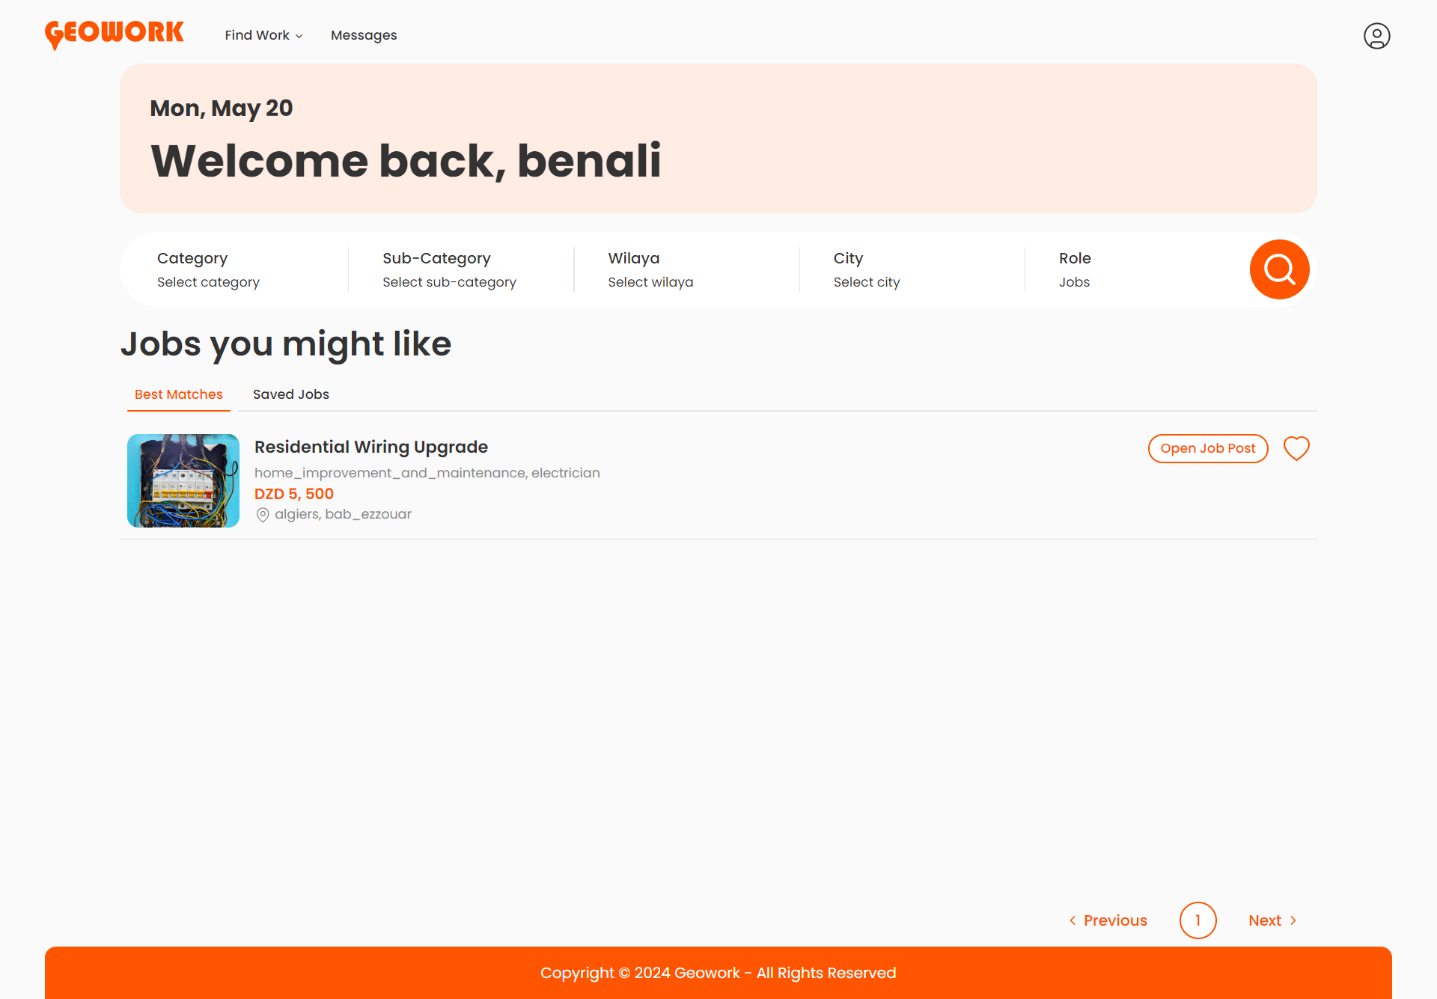 GEOWORK
Find Work
Messages
Mon, May 20
Welcome back, benali
Category
Select category
Sub-Category
Select sub-category
Wilaya
Select wilaya
City
Select city
Role
Jobs
Jobs you might like
Best Matches
Saved Jobs
Residential Wiring Upgrade
home_improvement_and_maintenance, electrician
DZD 5, 500
algiers, bab_ezzouar
Open Job Post
Previous
1
Next
Copyright © 2024 Geowork - All Rights Reserved